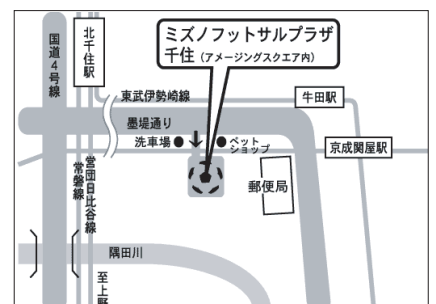 ミズノフットサルプラザ
千住（アメージングスクエア内）
国道4号線
北千住駅
東武伊勢崎線
牛田駅
墨堤通り
洗車場
ペット
ショップ
京成関屋駅
郵便局
営団日比谷線
常磐線
隅田川
至上野